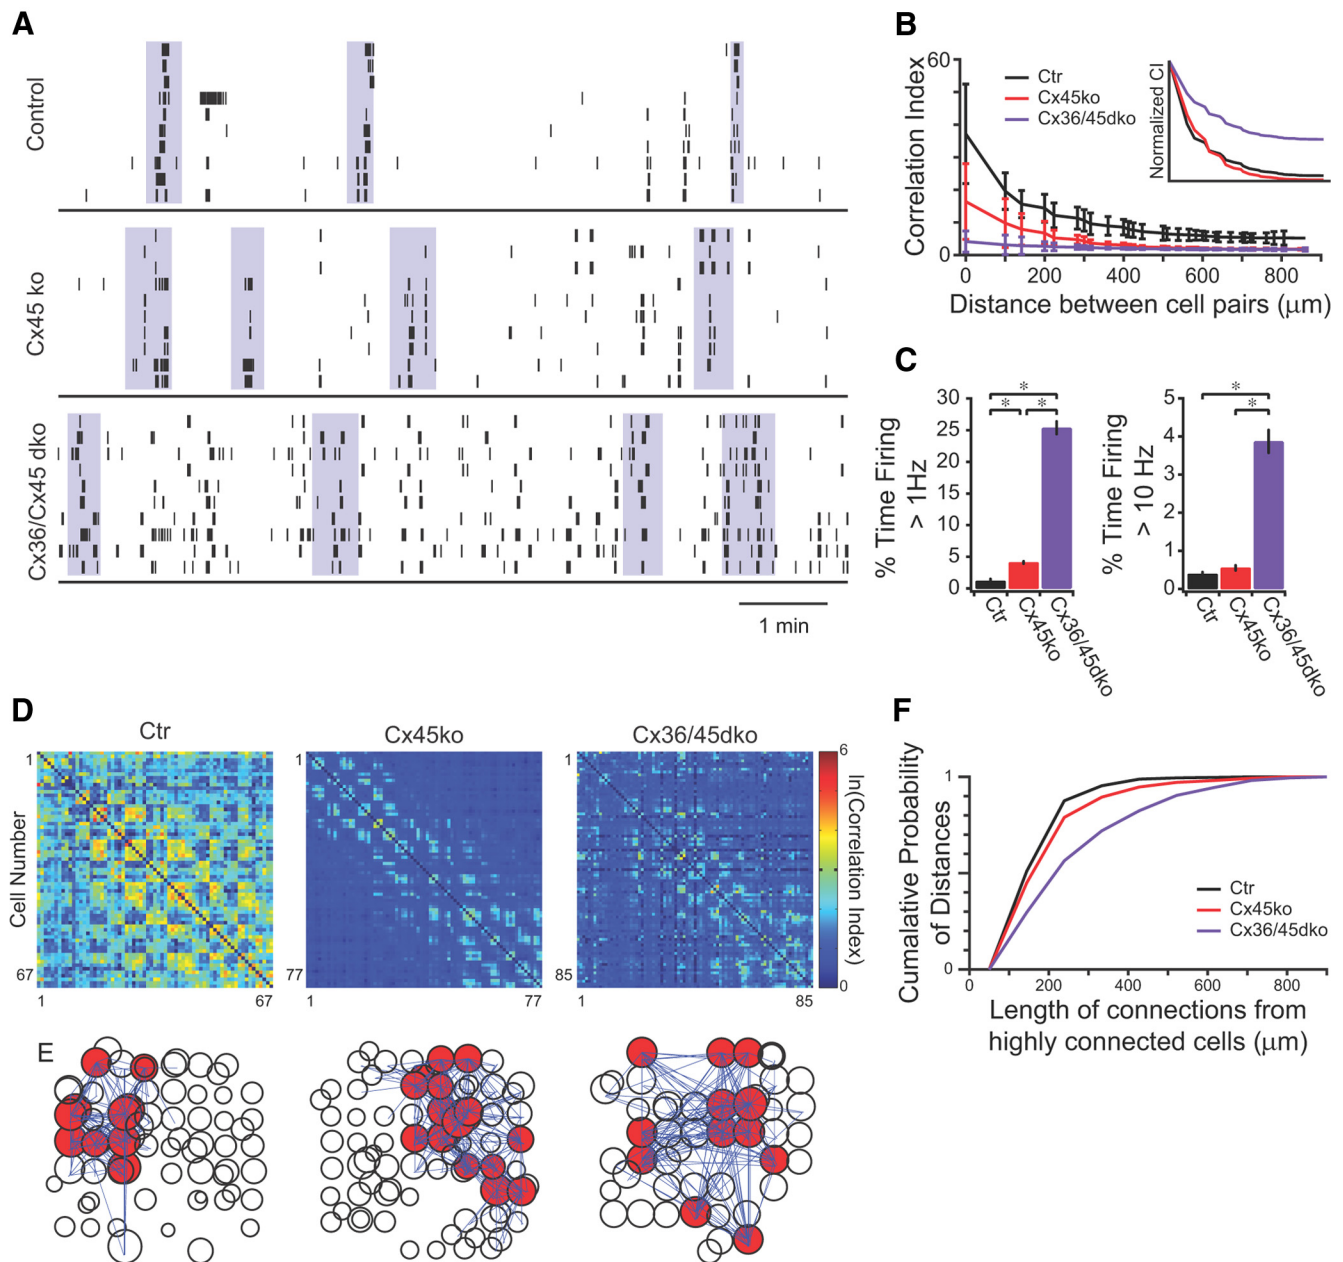 A
Control
Cx45 ko
Cx36/Cx45 dko
1 min
B
Correlation Index
60
0
Ctr
Cx45ko
Cx36/45dko
Normalized CI
0 200 400 600 800
Distance between cell pairs (μm)
C
% Time Firing
> 1Hz
30
25
20
15
10
5
0
* * *
Ctr
Cx45ko
Cx36/45dko
% Time Firing
> 10 Hz
5
4
3
2
1
0
* *
Ctr
Cx45ko
Cx36/45dko
D
Ctr
Cx45ko
Cx36/45dko
Cell Number
1
67
1 67
1
77
1 77
1
85
1 85
6
0
ln(Correlation Index)
E
F
Cumalative Probability
of Distances
1
0
Ctr
Cx45ko
Cx36/45dko
0 200 400 600 800
Length of connections from
highly connected cells (μm)